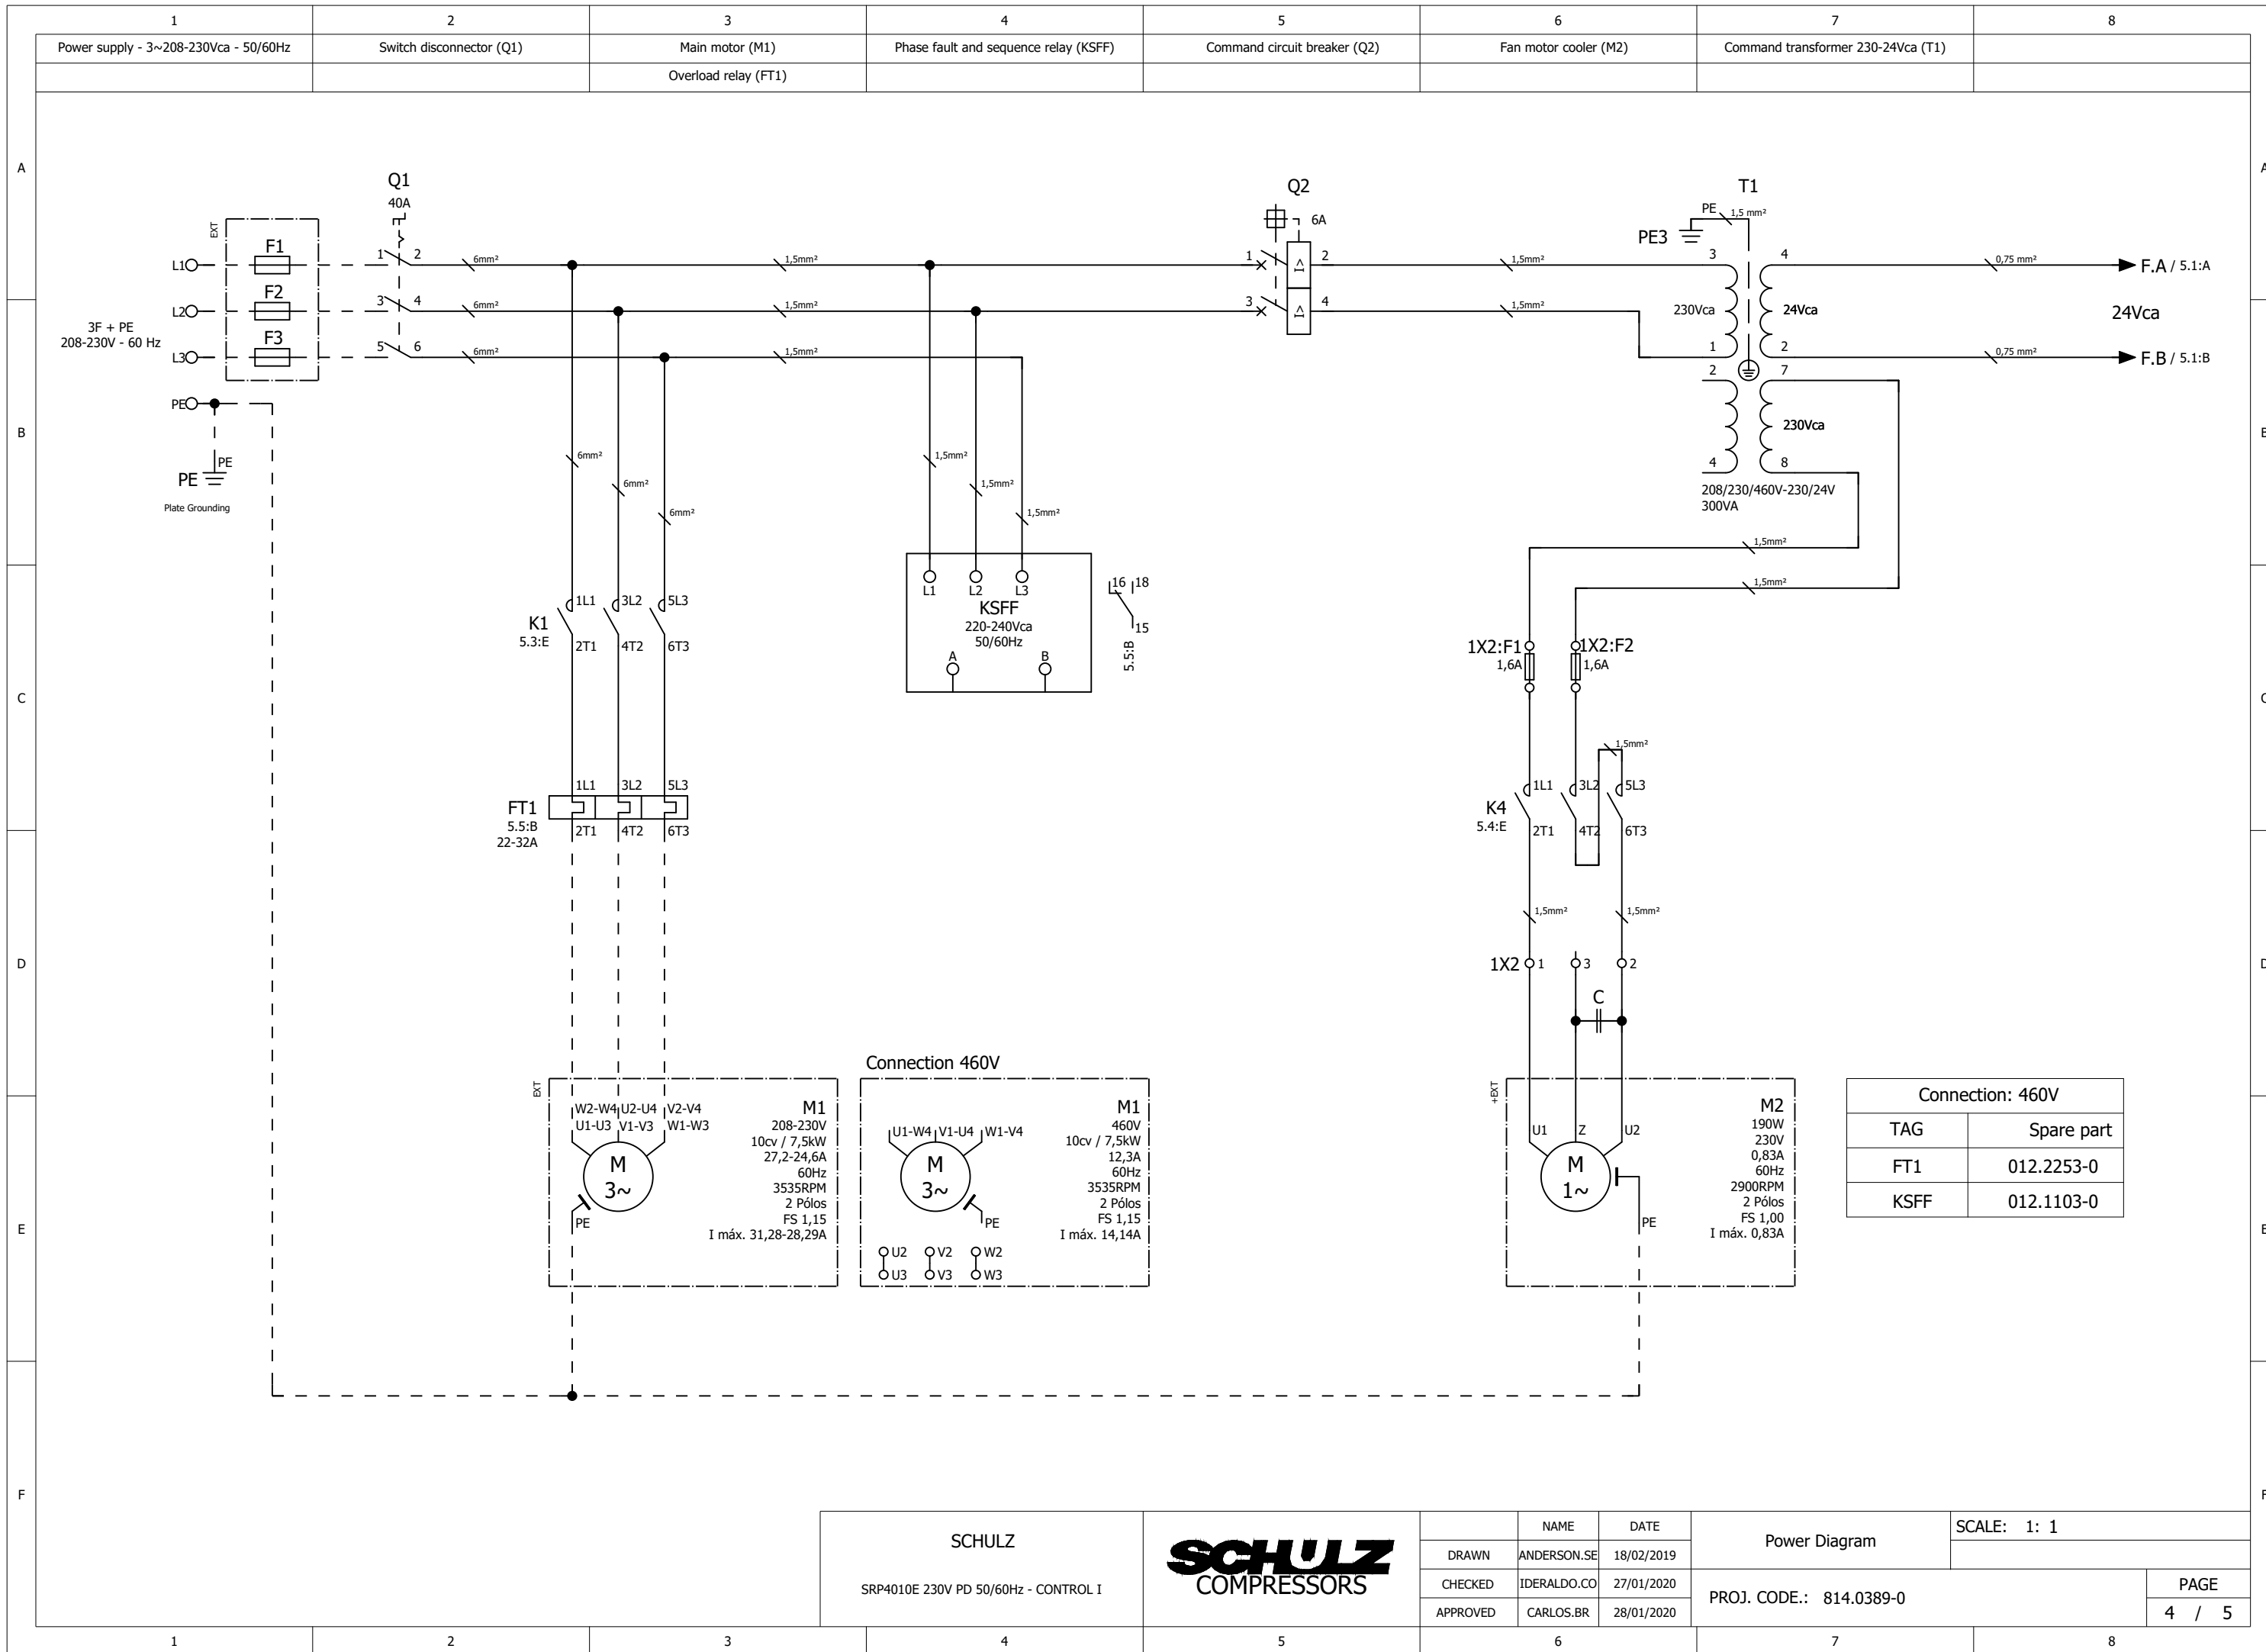 1 2 3 4 5 6 7 8
Power supply - 3~208-230Vca - 50/60Hz
Switch disconnector (Q1)
Main motor (M1)
Phase fault and sequence relay (KSFF)
Command circuit breaker (Q2)
Fan motor cooler (M2)
Command transformer 230-24Vca (T1)
Overload relay (FT1)
A
A
Q1
40A
Q2
6A
T1
PE
1,5 mm²
PE3
EXT
F1
F2
F3
L1
L2
L3
3F + PE
208-230V - 60 Hz
1 2
3 4
5 6
6mm²
6mm²
6mm²
1,5mm²
1,5mm²
1,5mm²
1 2
3 4
I>
I>
1,5mm²
1,5mm²
3 4
230Vca
24Vca
1 2
2 7
230Vca
4 8
208/230/460V-230/24V
300VA
0,75 mm²
F.A / 5.1:A
24Vca
0,75 mm²
F.B / 5.1:B
B
B
PE
PE
PE
Plate Grounding
6mm²
6mm²
6mm²
1,5mm²
1,5mm²
1,5mm²
1,5mm²
1,5mm²
L1 L2 L3
KSFF
220-240Vca
50/60Hz
A B
16 18
15
5.5:B
K1
5.3:E
1L1 3L2 5L3
2T1 4T2 6T3
1X2:F1
1,6A
1X2:F2
1,6A
C
C
1,5mm²
FT1
5.5:B
22-32A
1L1 3L2 5L3
2T1 4T2 6T3
K4
5.4:E
1L1 3L2 5L3
2T1 4T2 6T3
1,5mm²
1,5mm²
D
D
1X2 1 3 2
C
Connection 460V
EXT
W2-W4 U2-U4 V2-V4
U1-U3 V1-V3 W1-W3
M
3~
PE
M1
208-230V
10cv / 7,5kW
27,2-24,6A
60Hz
3535RPM
2 Pólos
FS 1,15
I máx. 31,28-28,29A
U1-W4 V1-U4 W1-V4
M
3~
PE
U2 V2 W2
U3 V3 W3
M1
460V
10cv / 7,5kW
12,3A
60Hz
3535RPM
2 Pólos
FS 1,15
I máx. 14,14A
+EXT
U1 Z U2
M
1~
PE
M2
190W
230V
0,83A
60Hz
2900RPM
2 Pólos
FS 1,00
I máx. 0,83A
Connection: 460V
TAG Spare part
FT1 012.2253-0
KSFF 012.1103-0
E
E
F
F
SCHULZ
SRP4010E 230V PD 50/60Hz - CONTROL I
SCHULZ
COMPRESSORS
NAME DATE
DRAWN ANDERSON.SE 18/02/2019
CHECKED IDERALDO.CO 27/01/2020
APPROVED CARLOS.BR 28/01/2020
Power Diagram
PROJ. CODE.: 814.0389-0
SCALE: 1: 1
PAGE
4 / 5
1 2 3 4 5 6 7 8